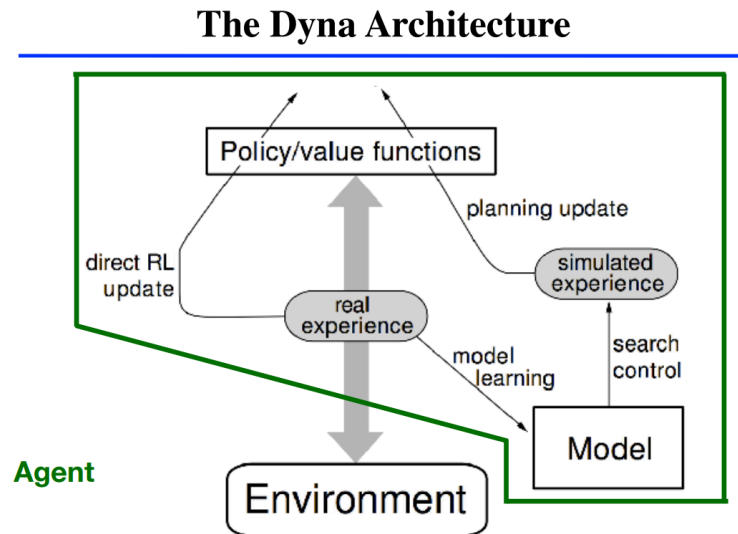 The Dyna Architecture
Policy/value functions
planning update
direct RL
update
simulated
experience
real
experience
model
learning
search
control
Model
Agent
Environment